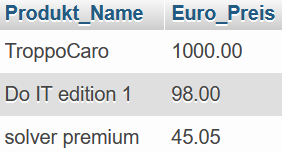 Produkt_Name Euro_Preis
TroppoCaro 1000.00
Do IT edition 1 98.00
solver premium 45.05